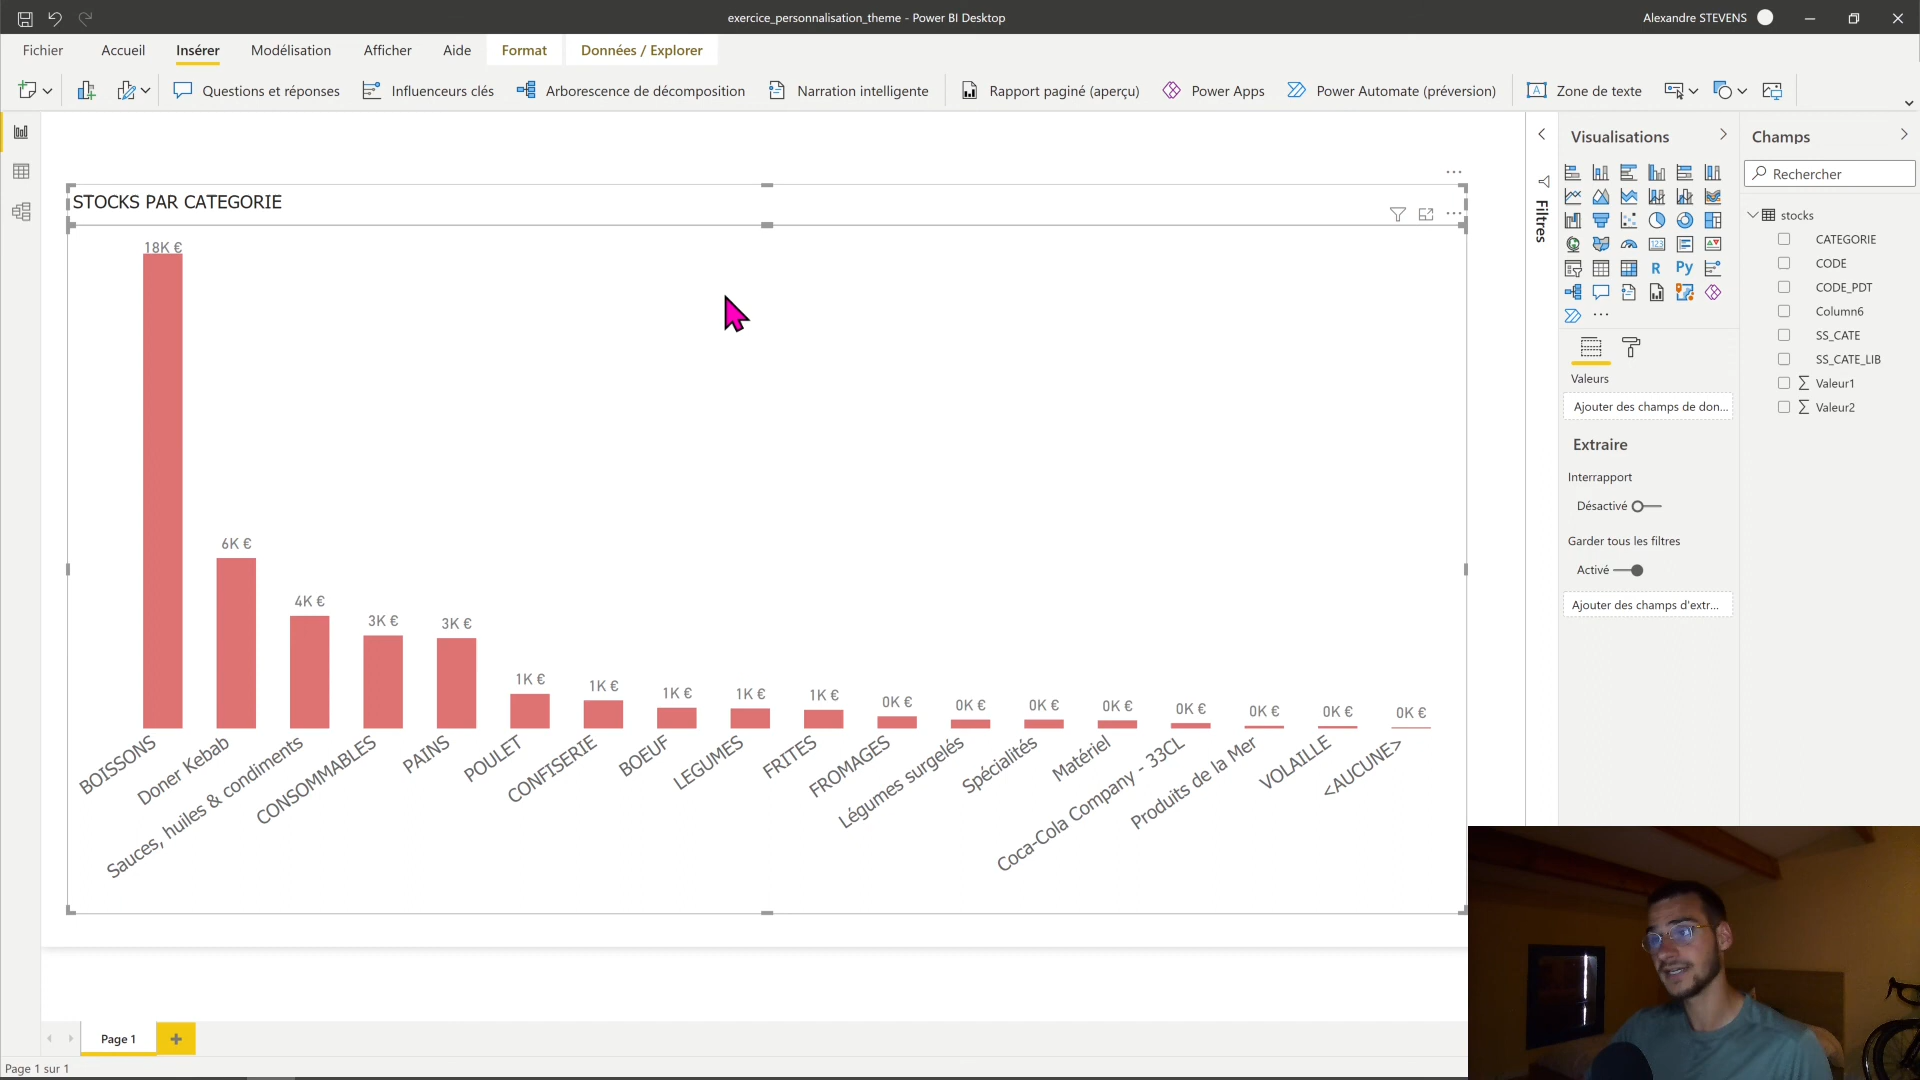 exercice_personnalisation_theme - Power BI Desktop
Alexandre STEVENS
Fichier
Accueil
Insérer
Modélisation
Afficher
Aide
Format
Données / Explorer
Questions et réponses
Influenceurs clés
Arborescence de décomposition
Narration intelligente
Rapport paginé (aperçu)
Power Apps
Power Automate (préversion)
Zone de texte
STOCKS PAR CATEGORIE
18K €
6K €
4K €
3K €
3K €
1K €
1K €
1K €
1K €
1K €
0K €
0K €
0K €
0K €
0K €
0K €
0K €
0K €
BOISSONS
Doner Kebab
Sauces, huiles & condiments
CONSOMMABLES
PAINS
POULET
CONFISERIE
BOEUF
LEGUMES
FRITES
FROMAGES
Légumes surgelés
Spécialités
Matériel
Coca-Cola Company - 33CL
Produits de la Mer
VOLAILLE
<AUCUNE>
Filtres
Visualisations
R
Py
123
Valeurs
Ajouter des champs de don...
Extraire
Interrapport
Désactivé
Garder tous les filtres
Activé
Ajouter des champs d'extr...
Champs
Rechercher
stocks
CATEGORIE
CODE
CODE_PDT
Column6
SS_CATE
SS_CATE_LIB
Valeur1
Valeur2
Page 1
Page 1 sur 1